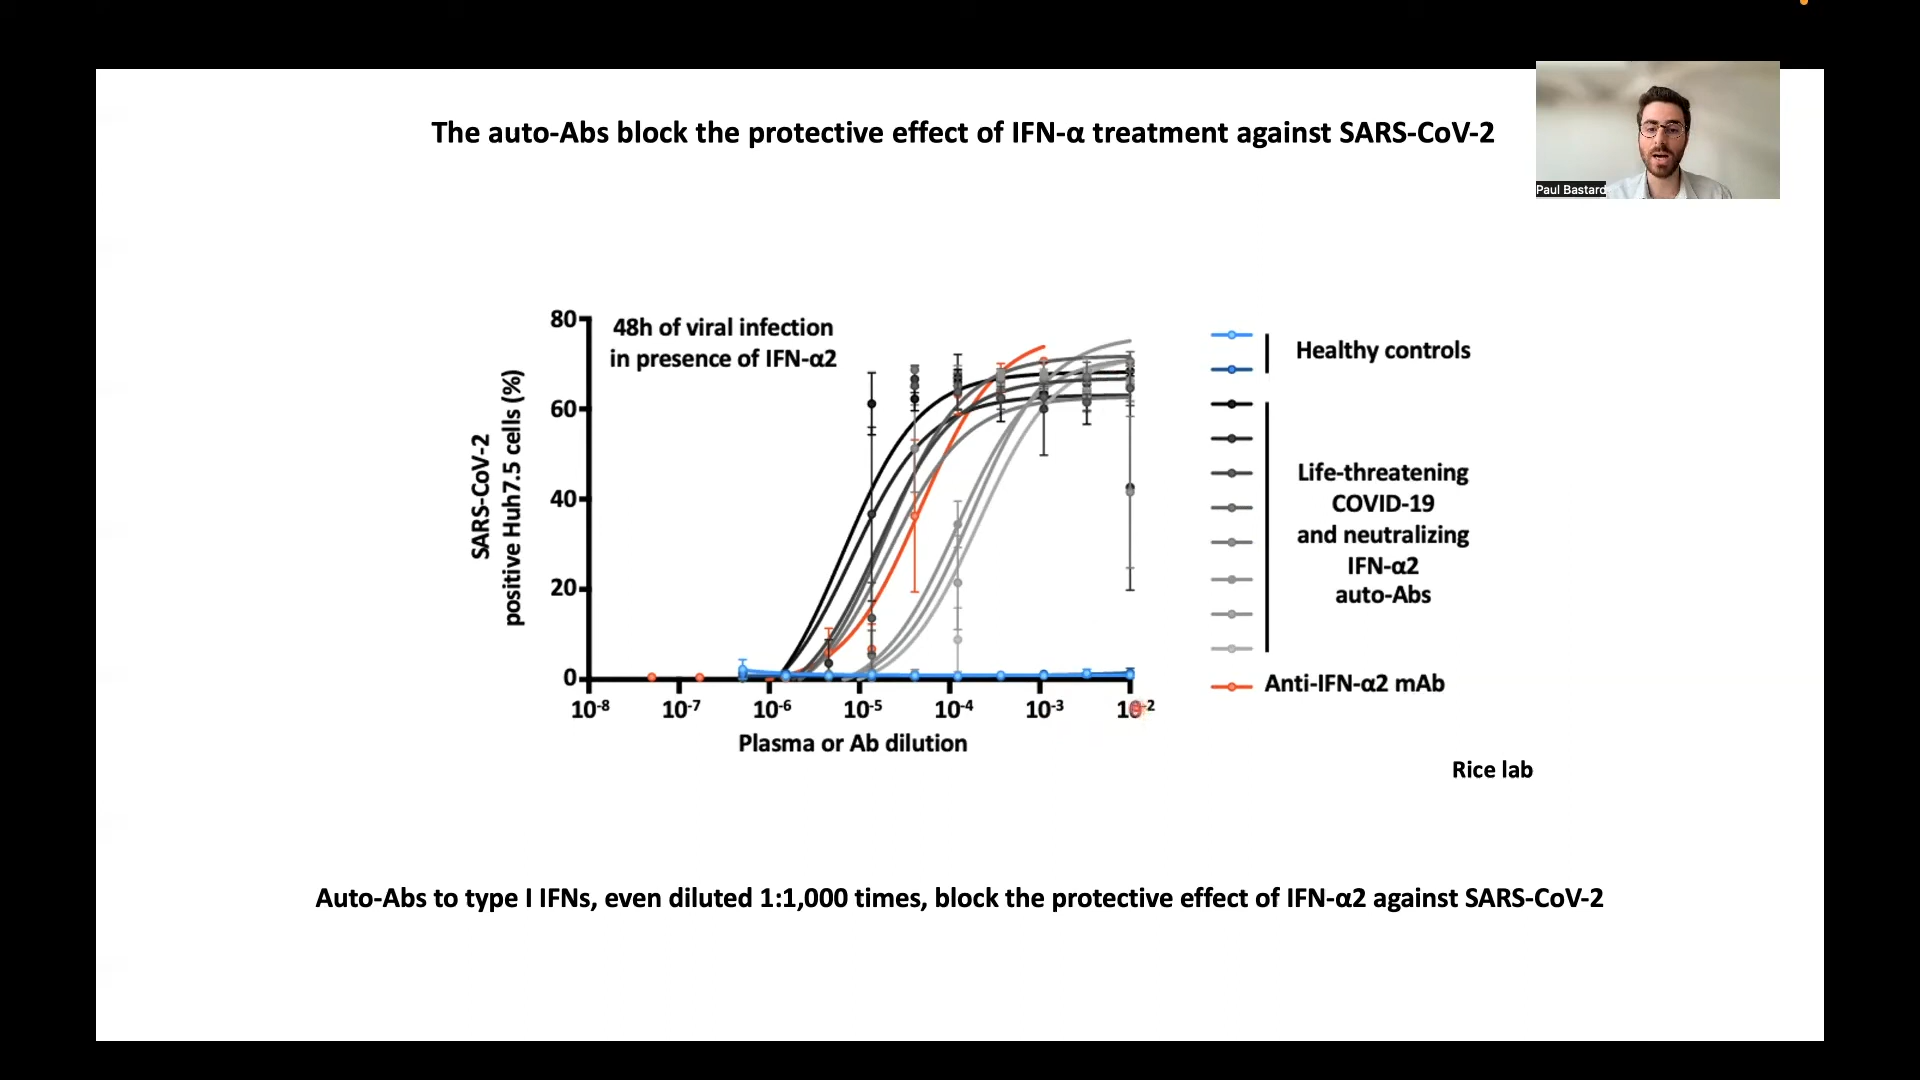 The auto-Abs block the protective effect of IFN-α treatment against SARS-CoV-2
Paul Bastard
80
60
40
20
0
48h of viral infection
in presence of IFN-α2
SARS-CoV-2
positive Huh7.5 cells (%)
10-8
10-7
10-6
10-5
10-4
10-3
10-2
Plasma or Ab dilution
Healthy controls
Life-threatening
COVID-19
and neutralizing
IFN-α2
auto-Abs
Anti-IFN-α2 mAb
Rice lab
Auto-Abs to type I IFNs, even diluted 1:1,000 times, block the protective effect of IFN-α2 against SARS-CoV-2